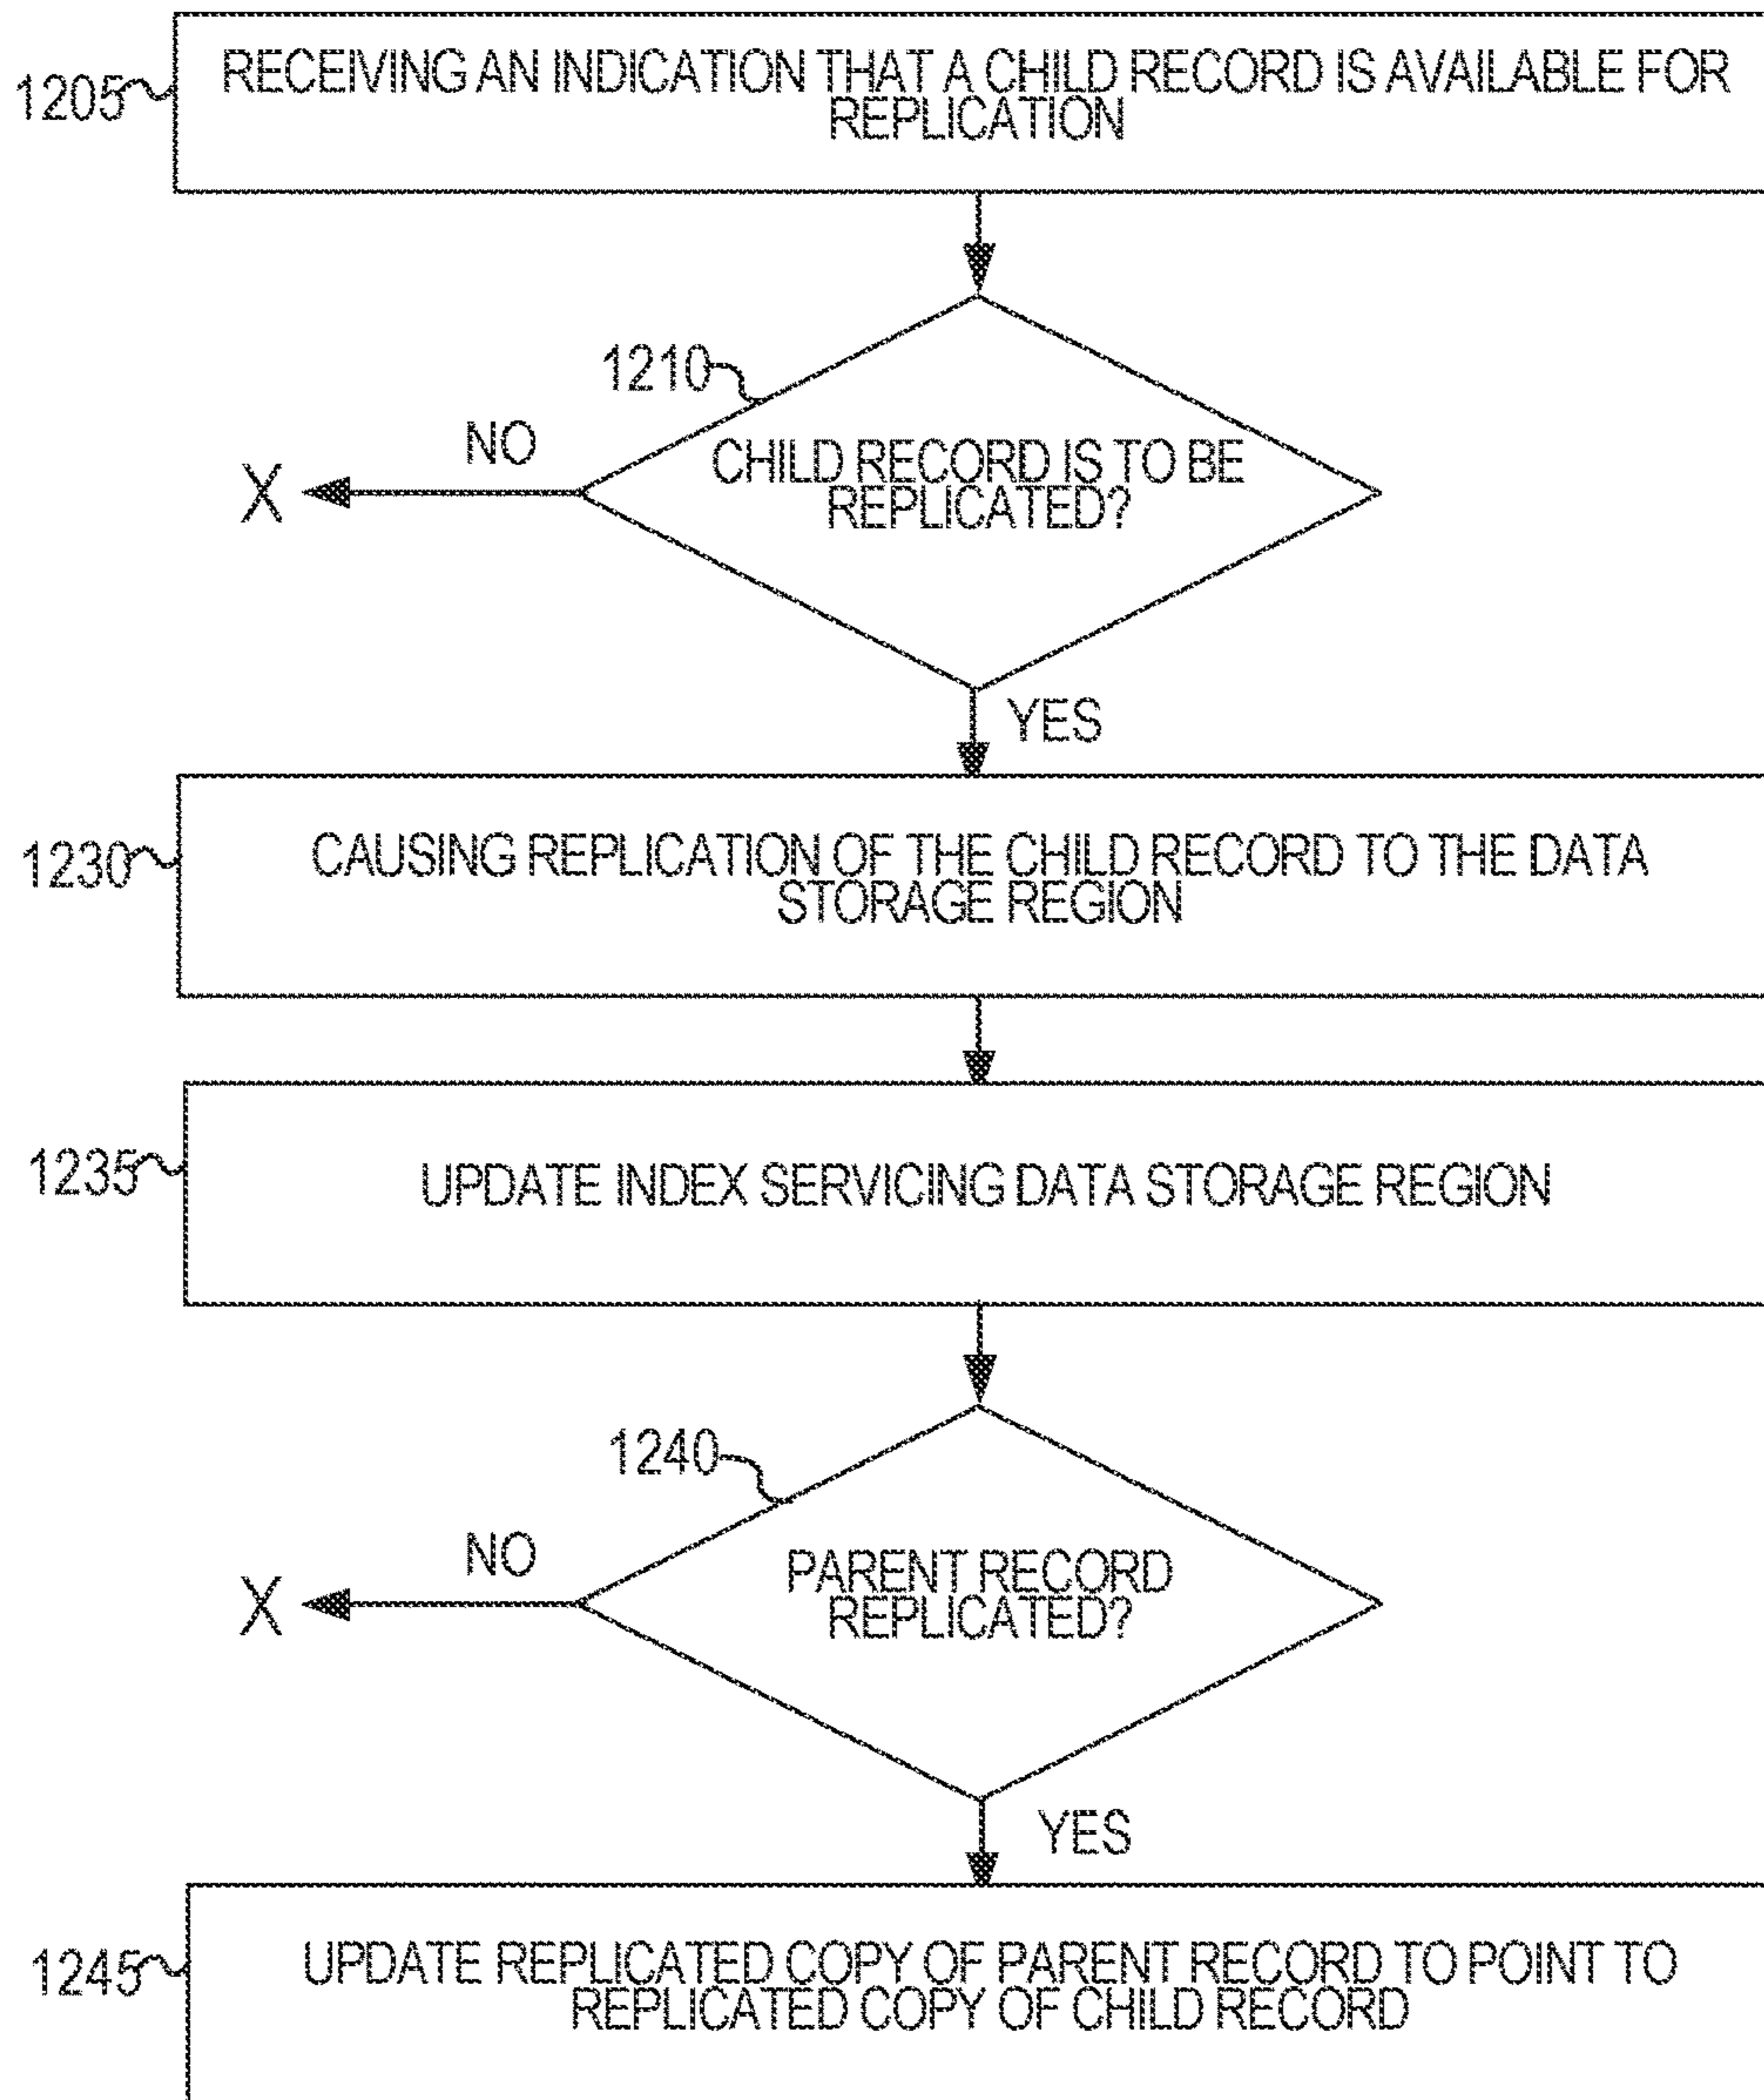 1205
RECEIVING AN INDICATION THAT A CHILD RECORD IS AVAILABLE FOR
REPLICATION
1210
NO
X
CHILD RECORD IS TO BE
REPLICATED?
YES
1230
CAUSING REPLICATION OF THE CHILD RECORD TO THE DATA
STORAGE REGION
1235
UPDATE INDEX SERVICING DATA STORAGE REGION
1240
NO
X
PARENT RECORD
REPLICATED?
YES
1245
UPDATE REPLICATED COPY OF PARENT RECORD TO POINT TO
REPLICATED COPY OF CHILD RECORD